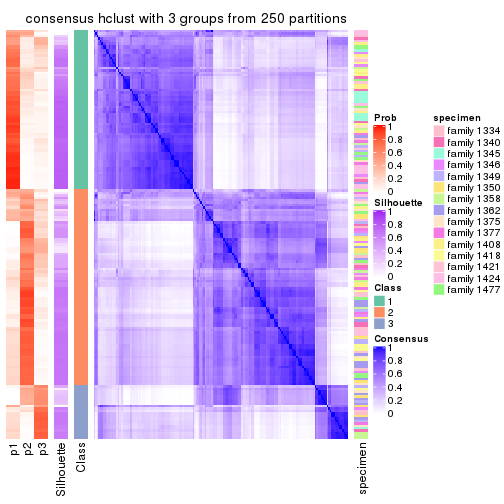 consensus hclust with 3 groups from 250 partitions
Prob
1
0.8
0.6
0.4
0.2
0
Silhouette
1
0.8
0.6
0.4
0.2
0
Class
1
2
3
Consensus
1
0.8
0.6
0.4
0.2
0
specimen
family 1334
family 1340
family 1345
family 1346
family 1349
family 1350
family 1358
family 1362
family 1375
family 1377
family 1408
family 1418
family 1421
family 1424
family 1477
p1
p2
p3
Silhouette
Class
specimen